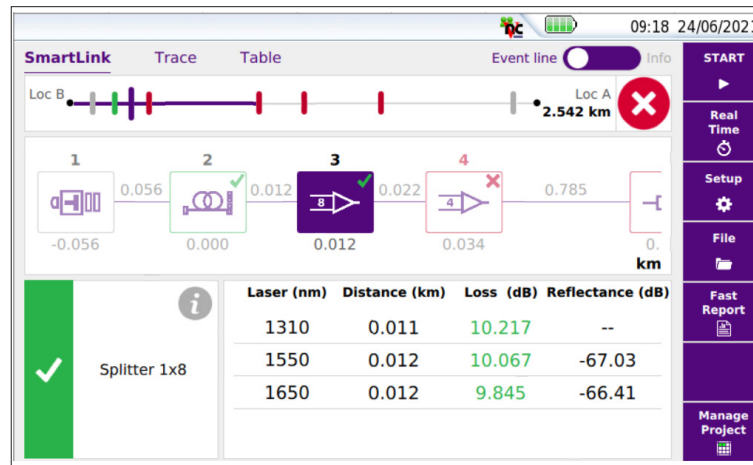 nc
09:18 24/06/2021
SmartLink Trace Table Event line Info
START
Loc B Loc A
2.542 km
Real
Time
1 2 3 4
Setup
0.056 0.012 8 0.022 4 0.785
-0.056 0.000 0.012 0.034 0.
km
File
Fast
Report
Laser (nm) Distance (km) Loss (dB) Reflectance (dB)
i
1310 0.011 10.217 --
Splitter 1x8
1550 0.012 10.067 -67.03
1650 0.012 9.845 -66.41
Manage
Project